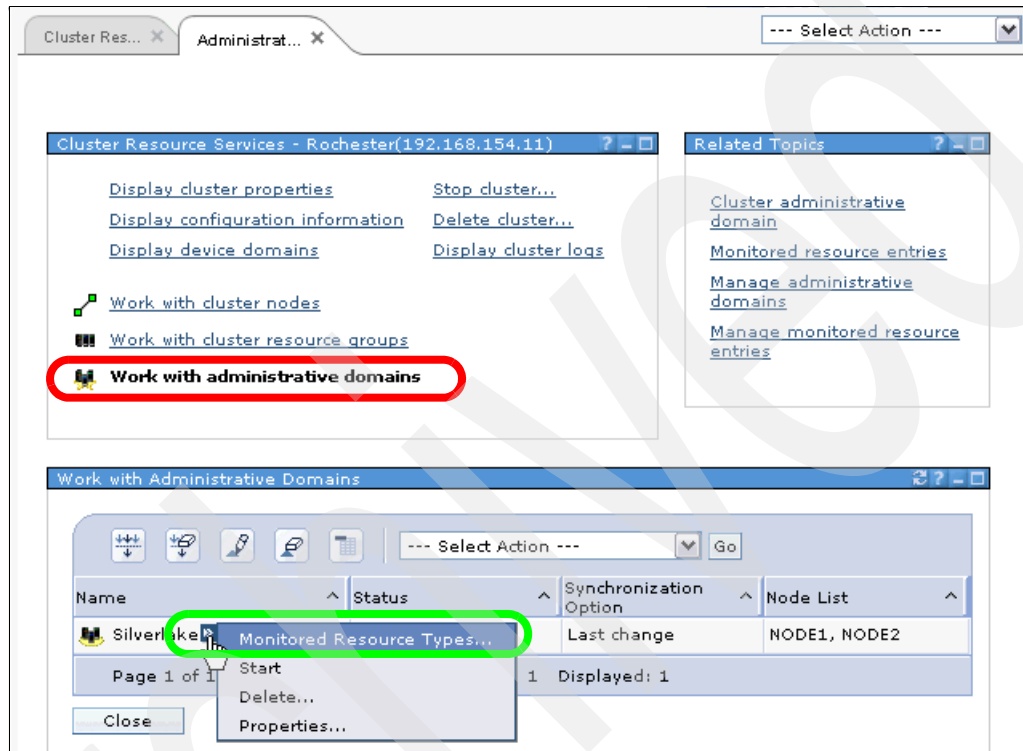 Cluster Res...
Administrat...
--- Select Action ---
Cluster Resource Services - Rochester(192.168.154.11)
Related Topics
Display cluster properties
Stop cluster...
Display configuration information
Delete cluster...
Display device domains
Display cluster logs
Work with cluster nodes
Work with cluster resource groups
Work with administrative domains
Cluster administrative
domain
Monitored resource entries
Manage administrative
domains
Manage monitored resource
entries
Work with Administrative Domains
--- Select Action ---
Go
Name
Status
Synchronization
Option
Node List
Silverlake
Monitored Resource Types...
Last change
NODE1, NODE2
Start
Delete...
Properties...
Page 1 of 1
1 Displayed: 1
Close